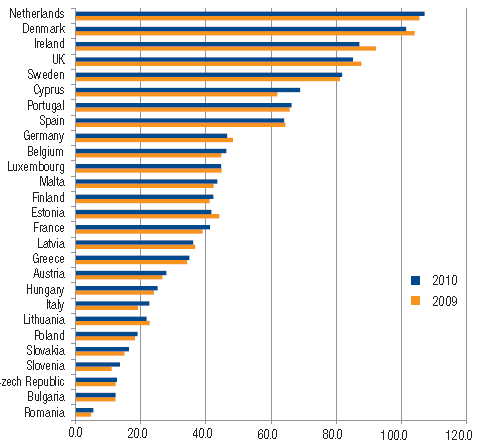 Netherlands
Denmark
Ireland
UK
Sweden
Cyprus
Portugal
Spain
Germany
Belgium
Luxembourg
Malta
Finland
Estonia
France
Latvia
Greece
Austria
Hungary
Italy
Lithuania
Poland
Slovakia
Slovenia
zech Republic
Bulgaria
Romania
2010
2009
0.0 20.0 40.0 60.0 80.0 100.0 120.0